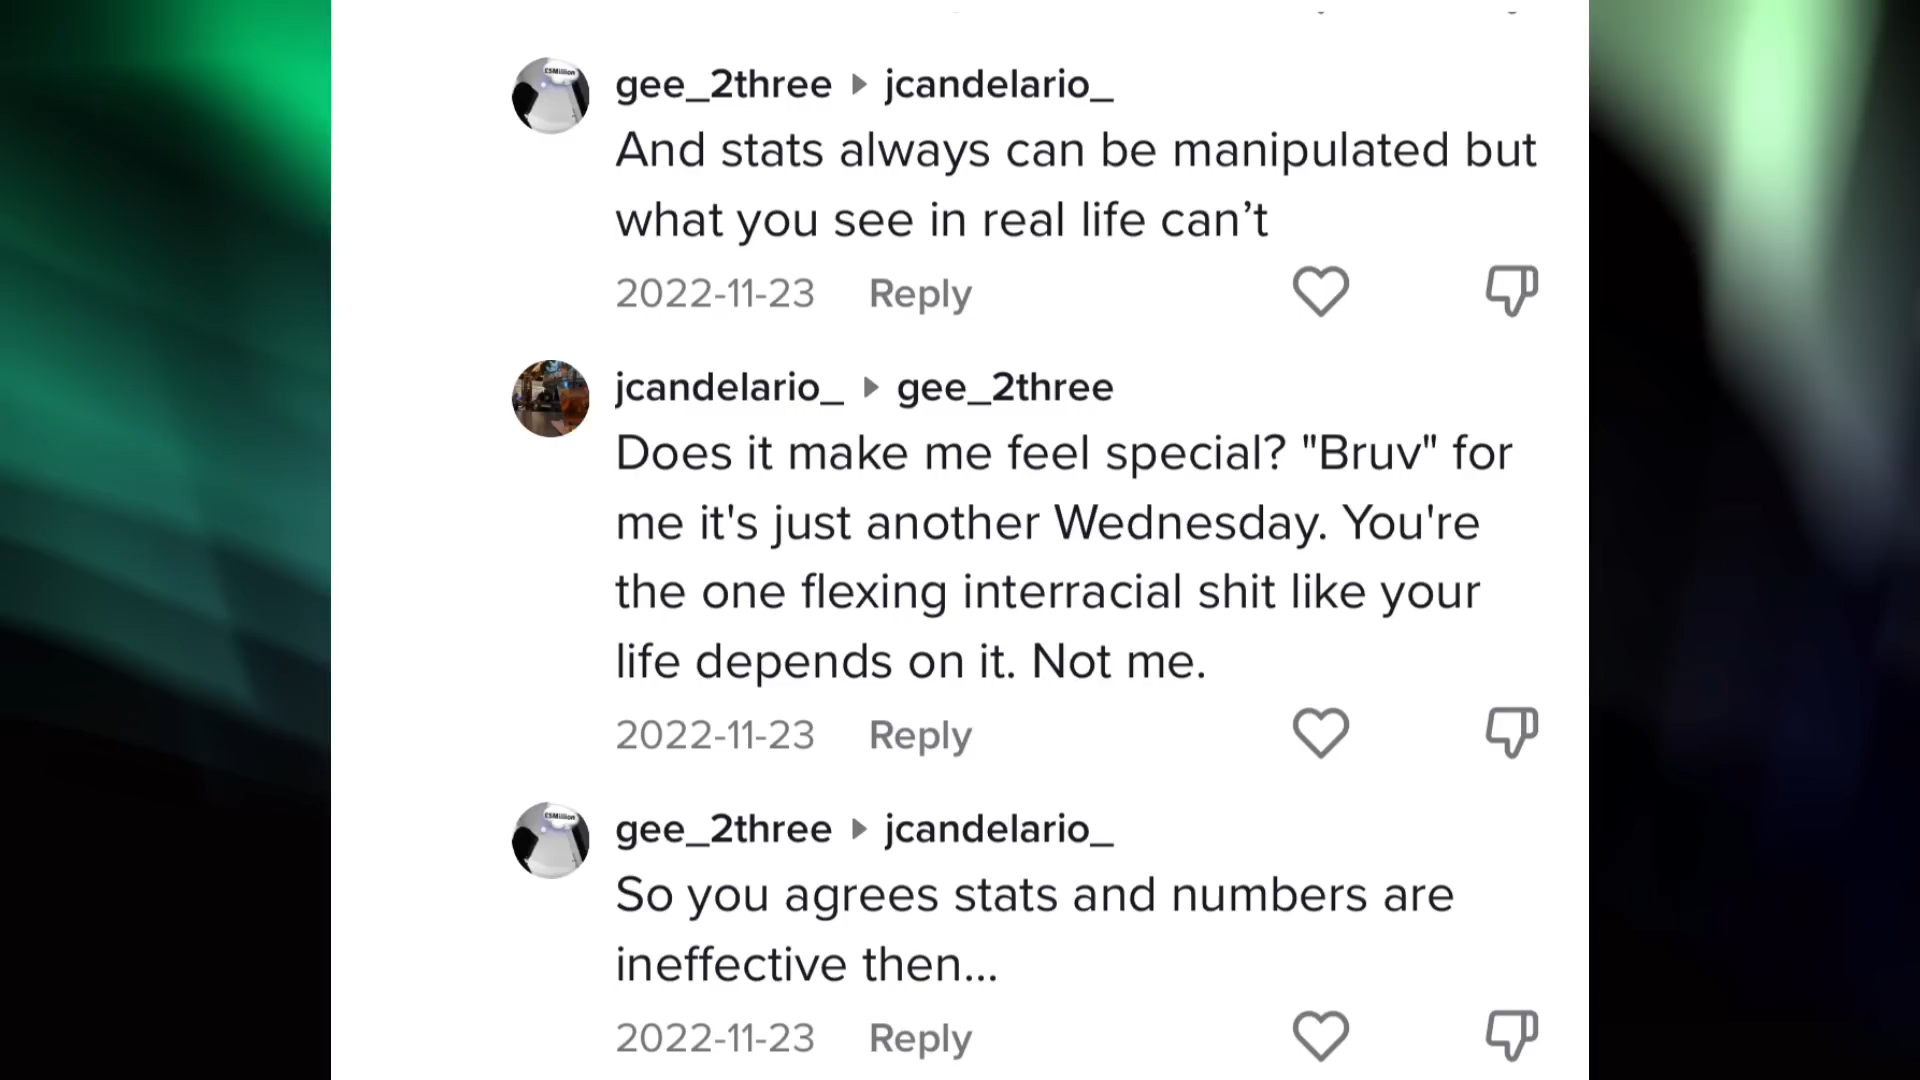 gee_2three ▸ jcandelario_
And stats always can be manipulated but
what you see in real life can’t
2022-11-23 Reply
jcandelario_ ▸ gee_2three
Does it make me feel special? "Bruv" for
me it's just another Wednesday. You're
the one flexing interracial shit like your
life depends on it. Not me.
2022-11-23 Reply
gee_2three ▸ jcandelario_
So you agrees stats and numbers are
ineffective then...
2022-11-23 Reply